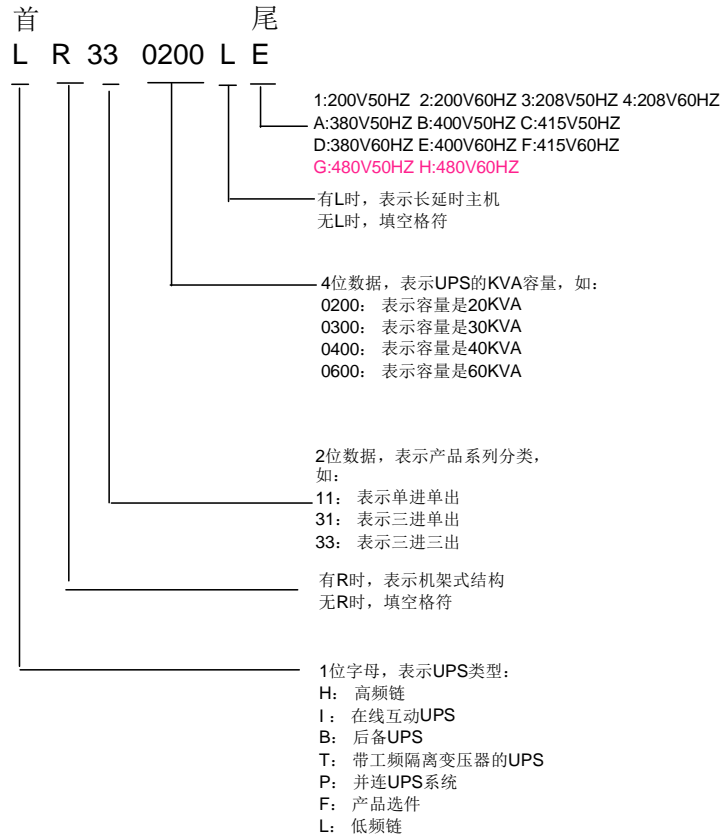 首 尾
L R 33 0200 L E
1:200V50HZ 2:200V60HZ 3:208V50HZ 4:208V60HZ
A:380V50HZ B:400V50HZ C:415V50HZ
D:380V60HZ E:400V60HZ F:415V60HZ
G:480V50HZ H:480V60HZ
有L时，表示长延时主机
无L时，填空格符
4位数据，表示UPS的KVA容量，如：
0200： 表示容量是20KVA
0300： 表示容量是30KVA
0400： 表示容量是40KVA
0600： 表示容量是60KVA
2位数据，表示产品系列分类，
如：
11： 表示单进单出
31： 表示三进单出
33： 表示三进三出
有R时，表示机架式结构
无R时，填空格符
1位字母，表示UPS类型：
H： 高频链
I： 在线互动UPS
B： 后备UPS
T： 带工频隔离变压器的UPS
P： 并连UPS系统
F： 产品选件
L： 低频链